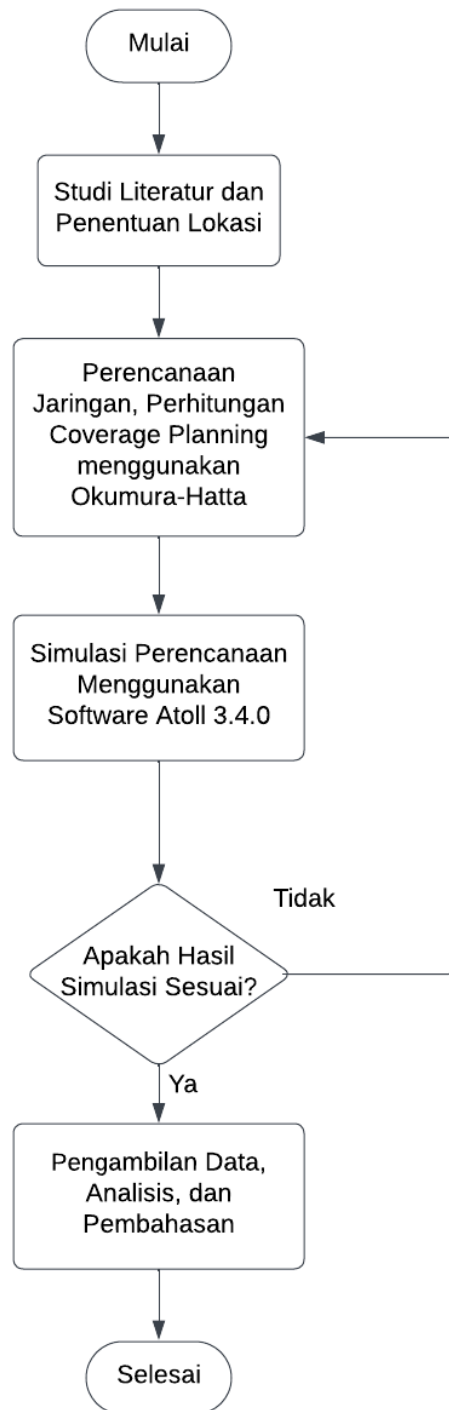 Mulai
Studi Literatur dan
Penentuan Lokasi
Perencanaan
Jaringan, Perhitungan
Coverage Planning
menggunakan
Okumura-Hatta
Simulasi Perencanaan
Menggunakan
Software Atoll 3.4.0
Tidak
Apakah Hasil
Simulasi Sesuai?
Ya
Pengambilan Data,
Analisis, dan
Pembahasan
Selesai